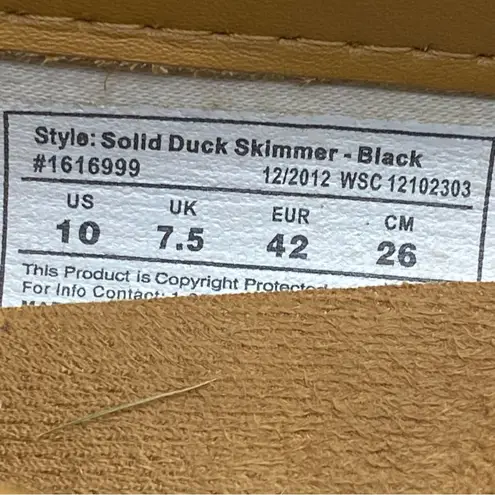 Style: Solid Duck Skimmer - Black
#1616999 12/2012 WSC 12102303
US UK EUR CM
10 7.5 42 26
This Product is Copyright Protected
For Info Contact: